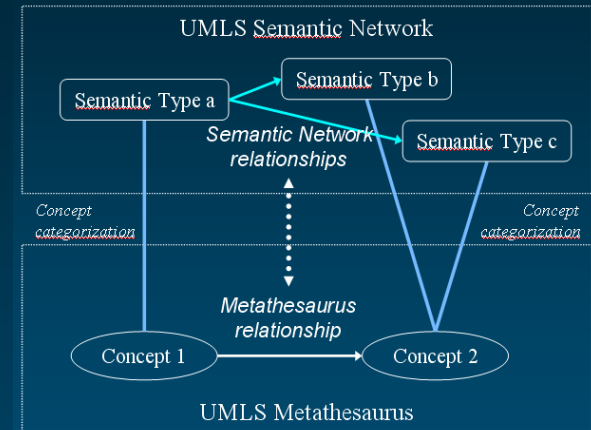 UMLS Semantic Network
Semantic Type b
Semantic Type a
Semantic Type c
Semantic Network
relationships
Concept
categorization
Concept
categorization
Metathesaurus
relationship
Concept 1
Concept 2
UMLS Metathesaurus